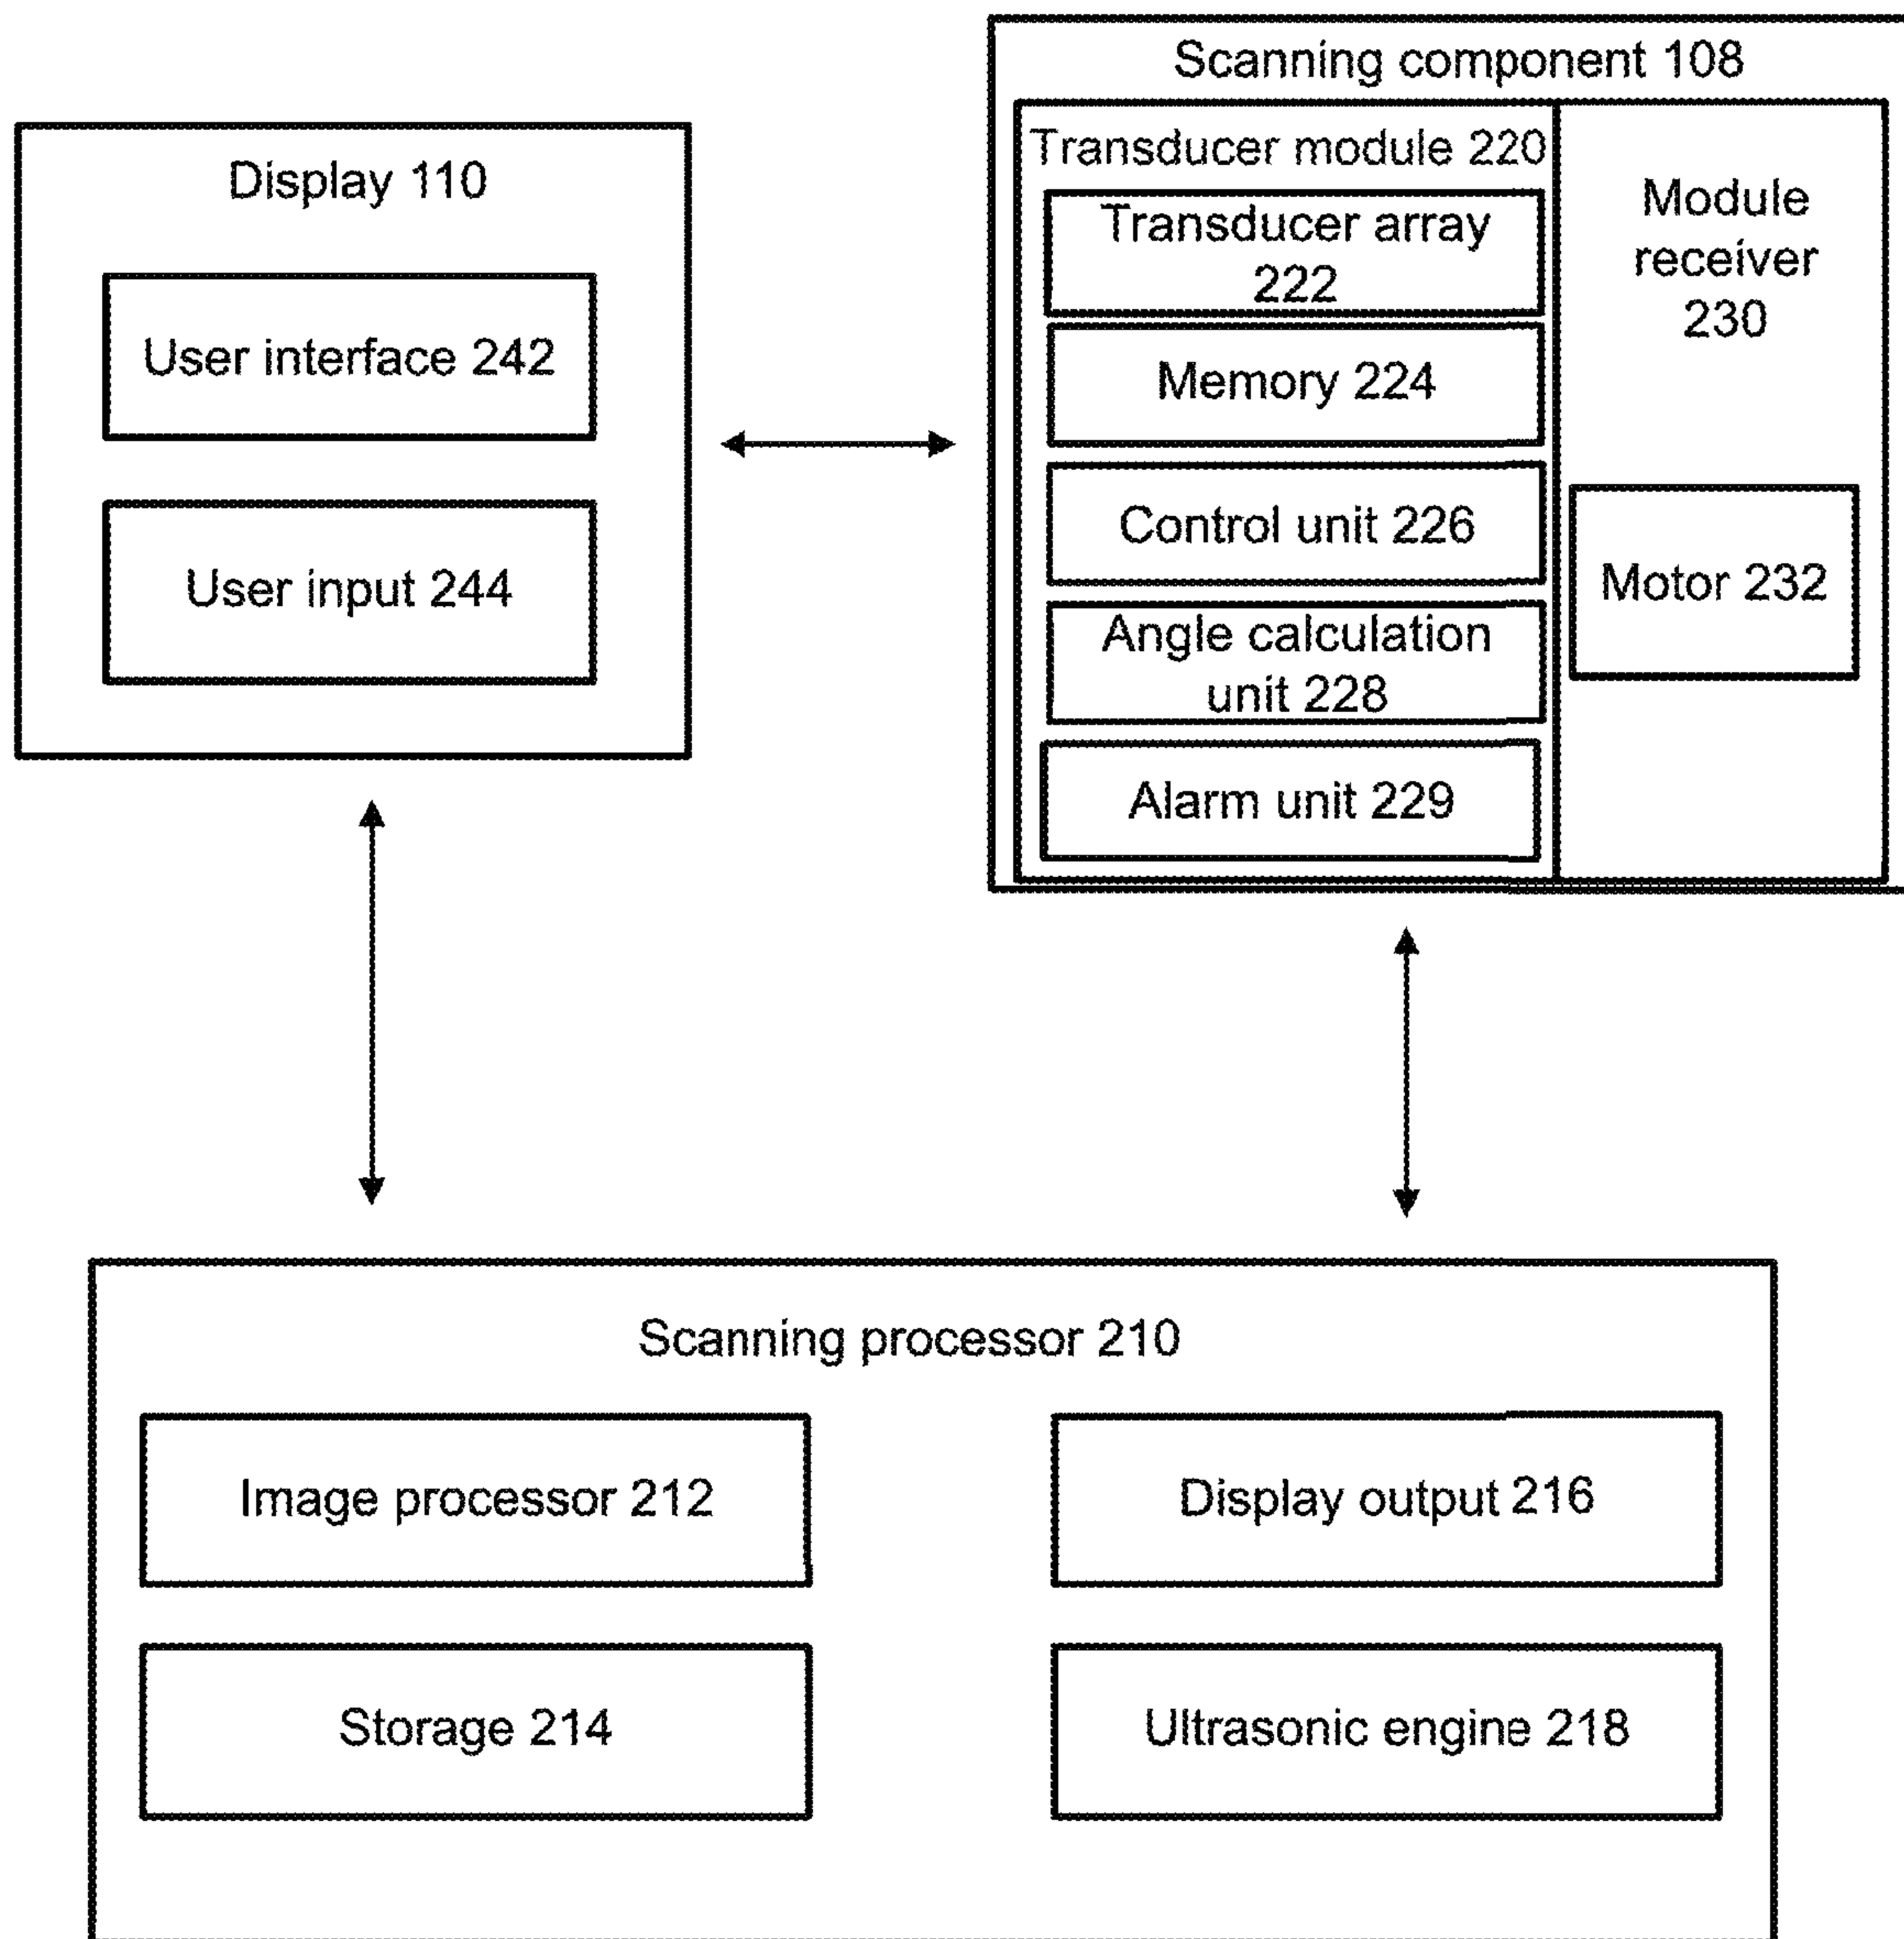 Display 110
User interface 242
User input 244
Scanning component 108
Transducer module 220
Transducer array
222
Memory 224
Control unit 226
Angle calculation
unit 228
Alarm unit 229
Module
receiver
230
Motor 232
Scanning processor 210
Image processor 212
Display output 216
Storage 214
Ultrasonic engine 218